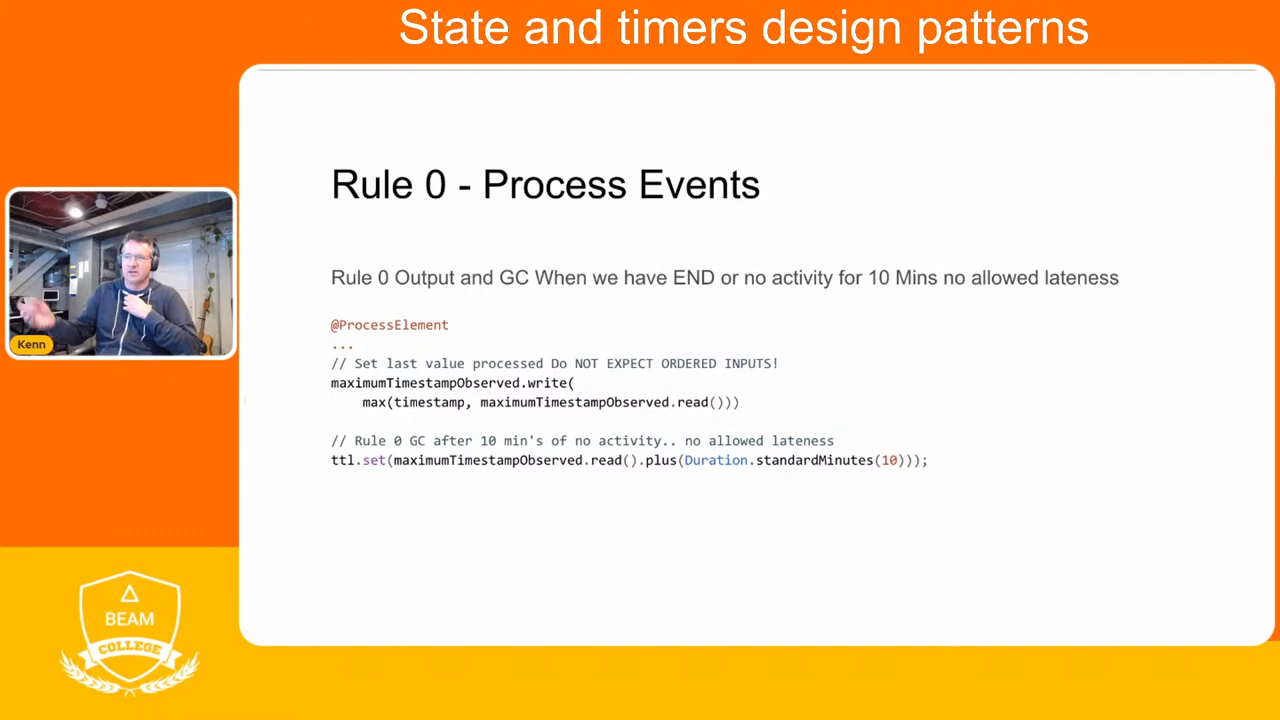 State and timers design patterns
Rule 0 - Process Events
Rule 0 Output and GC When we have END or no activity for 10 Mins no allowed lateness
@ProcessElement
...
// Set last value processed Do NOT EXPECT ORDERED INPUTS!
maximumTimestampObserved.write(
max(timestamp, maximumTimestampObserved.read()))
// Rule 0 GC after 10 min's of no activity.. no allowed lateness
ttl.set(maximumTimestampObserved.read().plus(Duration.standardMinutes(10)));
Kenn
BEAM
COLLEGE